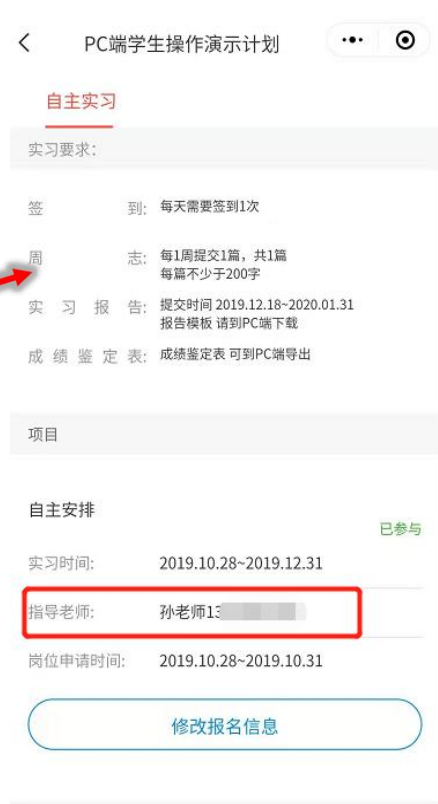 PC端学生操作演示计划
自主实习
实习要求:
签到: 每天需要签到1次
周志: 每1周提交1篇，共1篇
每篇不少于200字
实习报告: 提交时间 2019.12.18~2020.01.31
报告模板 请到PC端下载
成绩鉴定表: 成绩鉴定表 可到PC端导出
项目
自主安排
已参与
实习时间: 2019.10.28~2019.12.31
指导老师: 孙老师13
岗位申请时间: 2019.10.28~2019.10.31
修改报名信息